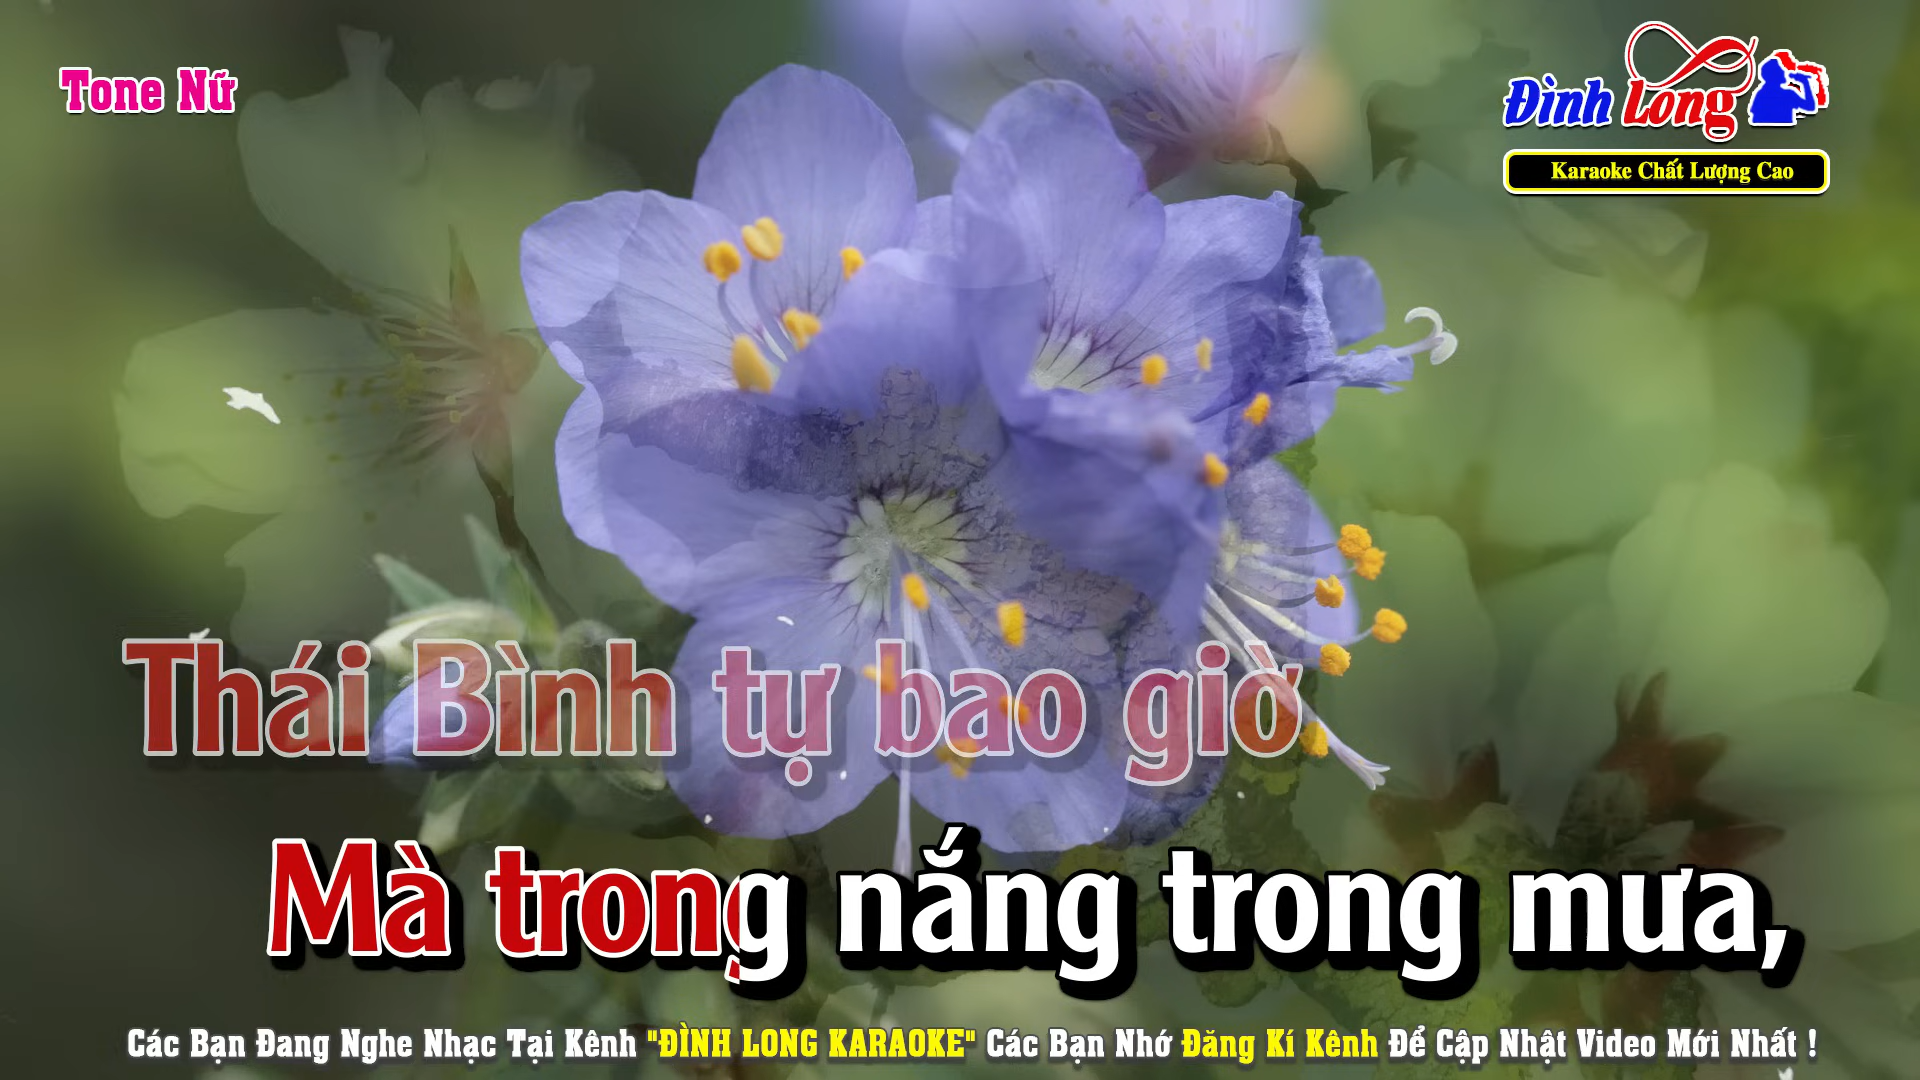 Tone Nữ
Đình Long
Karaoke Chất Lượng Cao
Thái Bình tự bao giờ
Mà trong nắng trong mưa,
Các Bạn Đang Nghe Nhạc Tại Kênh "ĐÌNH LONG KARAOKE" Các Bạn Nhớ Đăng Kí Kênh Để Cập Nhật Video Mới Nhất !